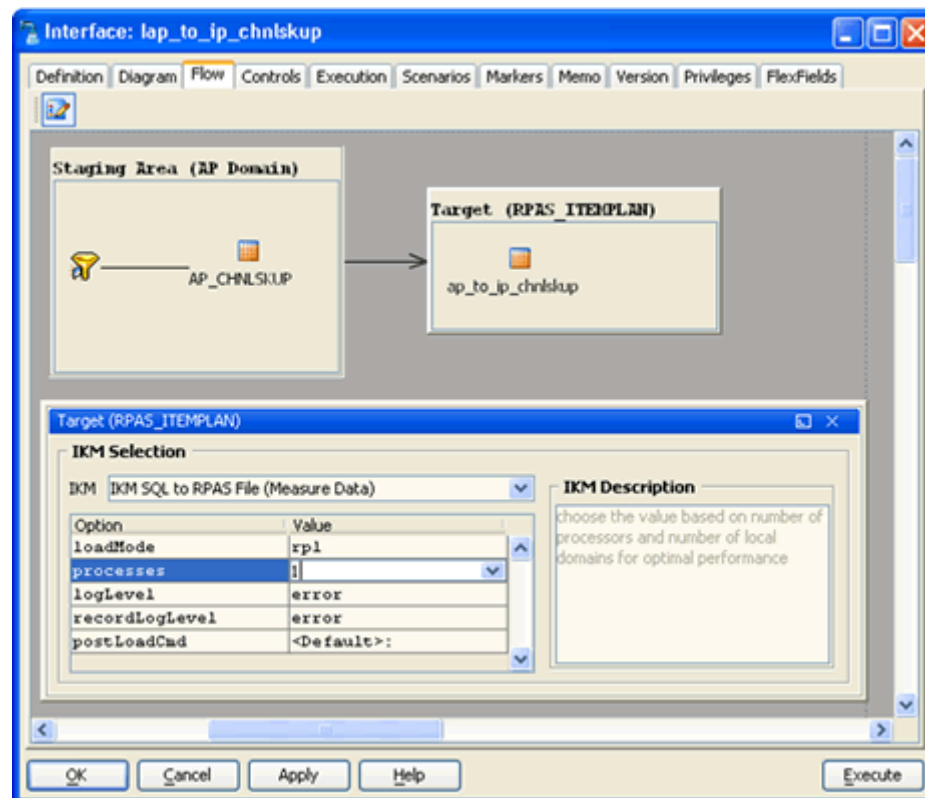 Interface: lap_to_ip_chnlskup
Definition Diagram Flow Controls Execution Scenarios Markers Memo Version Privileges FlexFields
Staging Area (AP Domain)
AP_CHNLSKUP
Target (RPAS_ITEMPLAN)
ap_to_ip_chnlskup
Target (RPAS_ITEMPLAN)
IKM Selection
IKM IKM SQL to RPAS File (Measure Data)
Option Value
loadMode rpl
processes 1
logLevel error
recordLogLevel error
postLoadCmd <Default>:
IKM Description
choose the value based on number of
processors and number of local
domains for optimal performance
OK Cancel Apply Help Execute